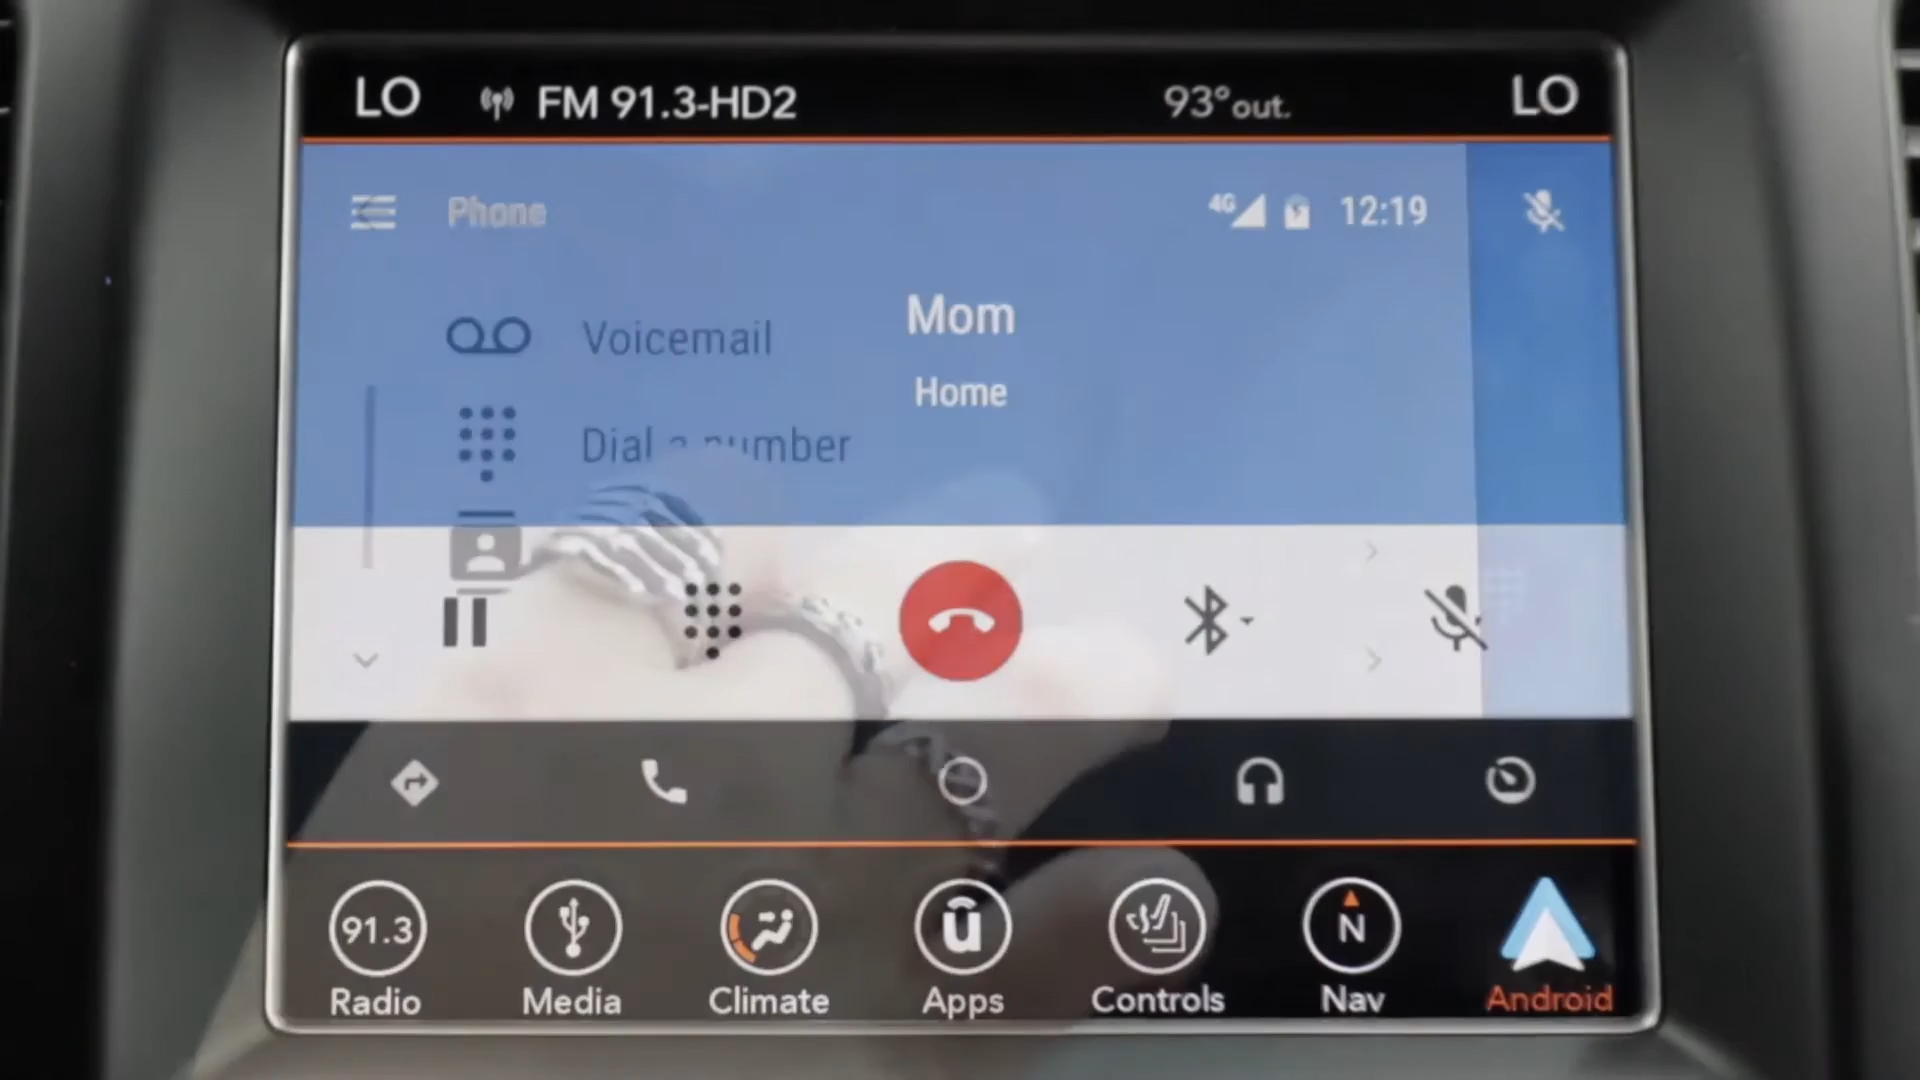 LO FM 91.3-HD2 93°out. LO
Phone 4G 12:19
Mom
Voicemail
Home
Dial a number
91.3 N
Radio Media Climate Apps Controls Nav Android